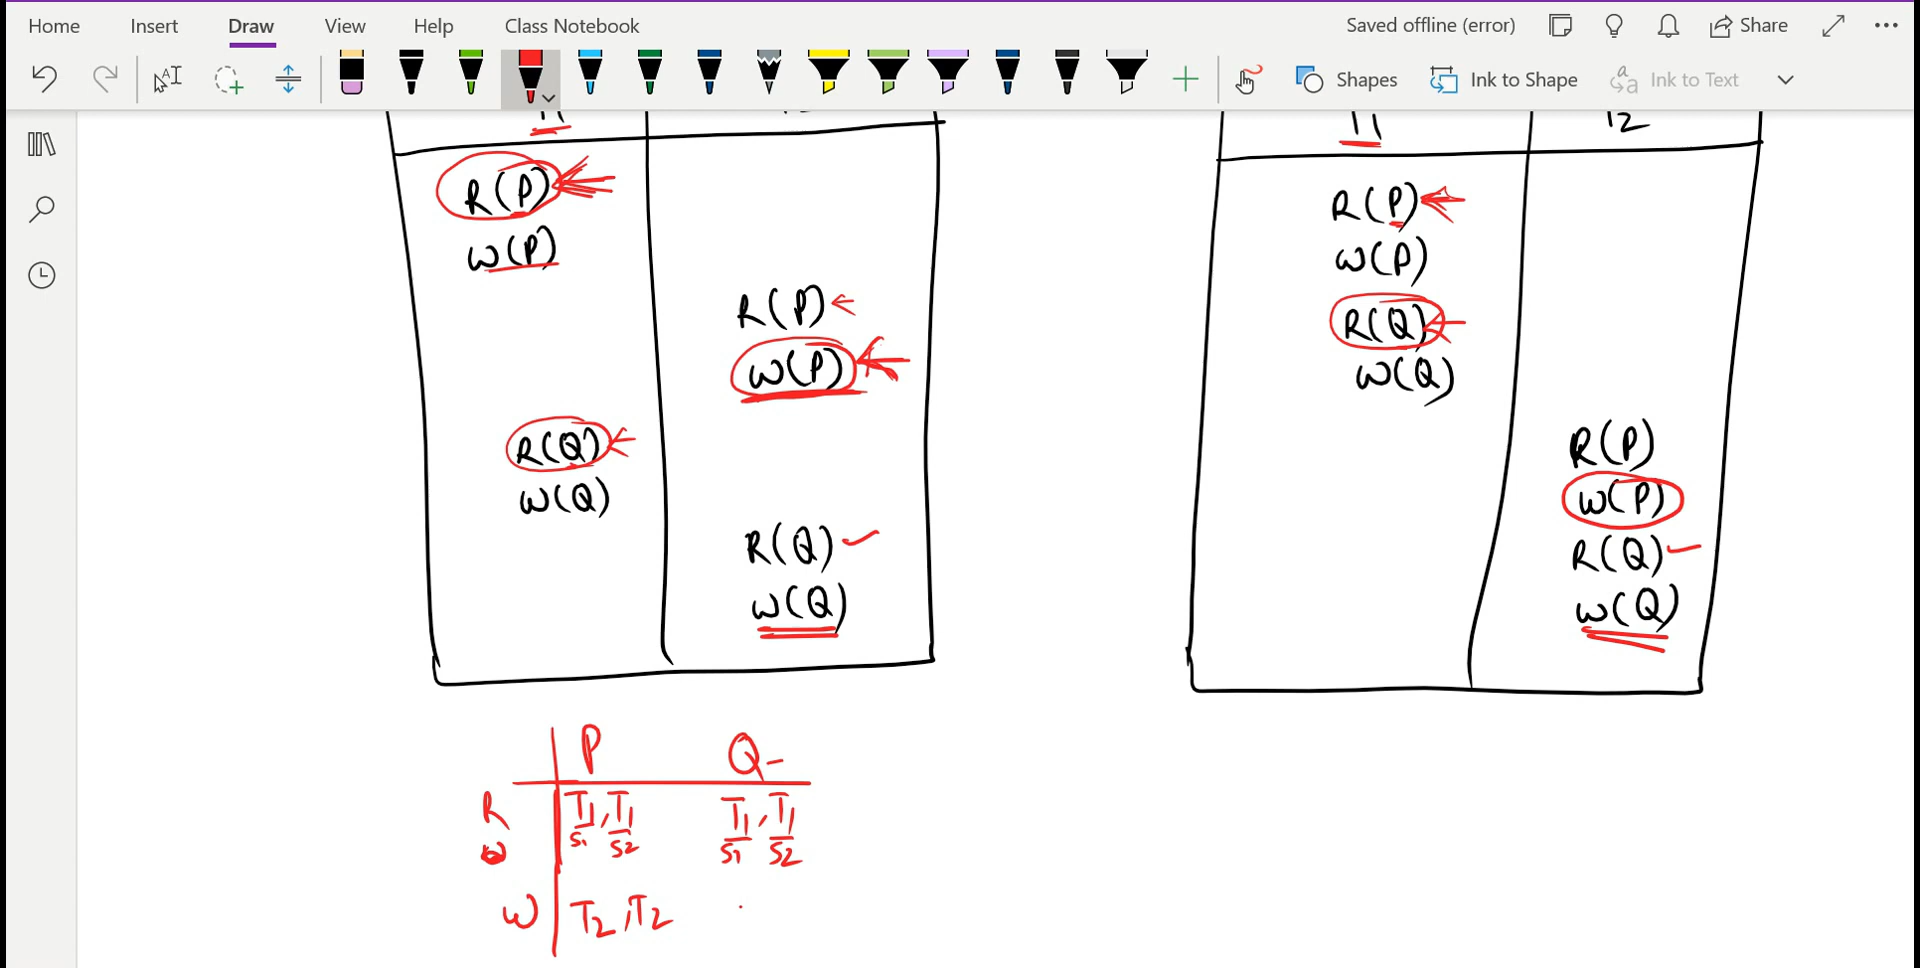 Home Insert Draw View Help Class Notebook Saved offline (error) Share
Shapes Ink to Shape Ink to Text
T1
R(P)
W(P)
R(P)
W(P)
R(Q)
W(Q)
R(Q)
W(Q)
T1 T2
R(P)
W(P)
R(Q)
W(Q)
R(P)
W(P)
R(Q)
W(Q)
P Q
R T1/S1, T1/S2 T1/S1, T1/S2
W T2, T2